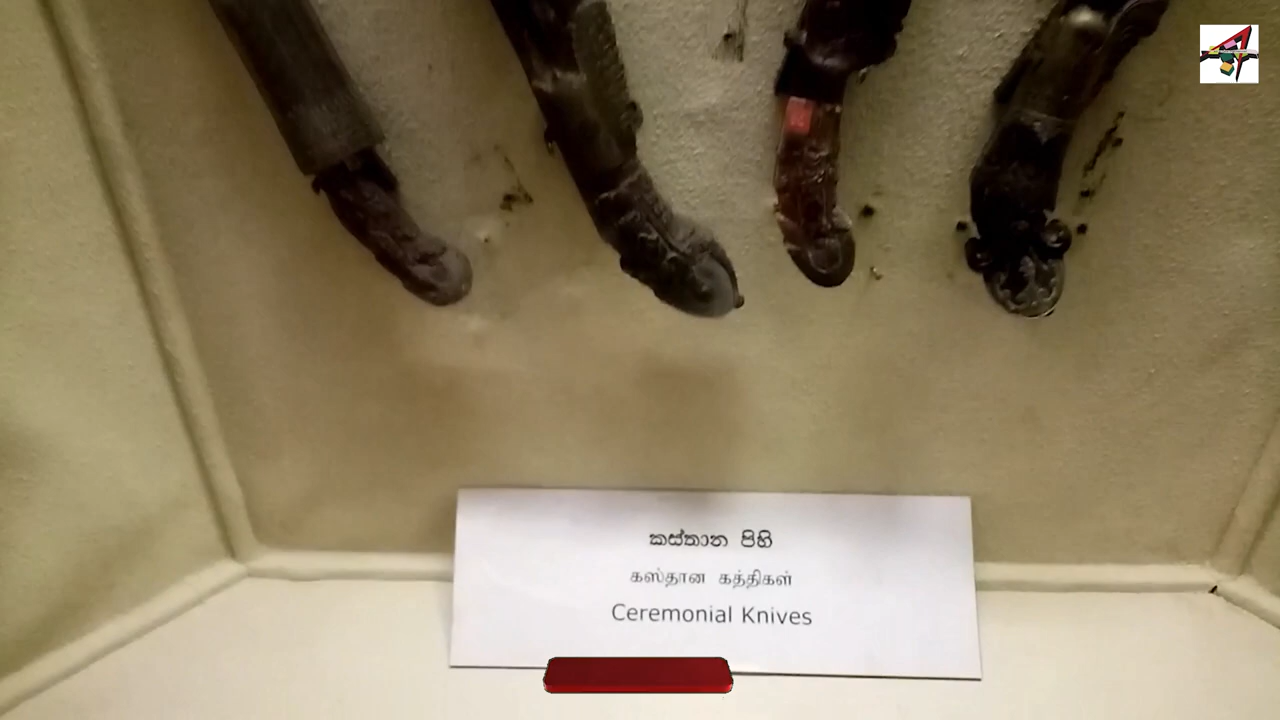 කස්තාන පිහි
கஸ்தான கத்திகள்
Ceremonial Knives